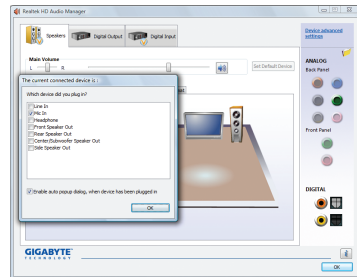 Realtek HD Audio Manager
Speakers
Digital Output
Digital Input
Device advanced
settings
Main Volume
L
R
Set Default Device
ANALOG
Back Panel
The current connected device is :
Which device did you plug in?
Line In
Mic In
Headphone
Front Speaker Out
Rear Speaker Out
Center/Subwoofer Speaker Out
Side Speaker Out
Enable auto popup dialog, when device has been plugged in
OK
Front Panel
DIGITAL
GIGABYTE
TECHNOLOGY
OK